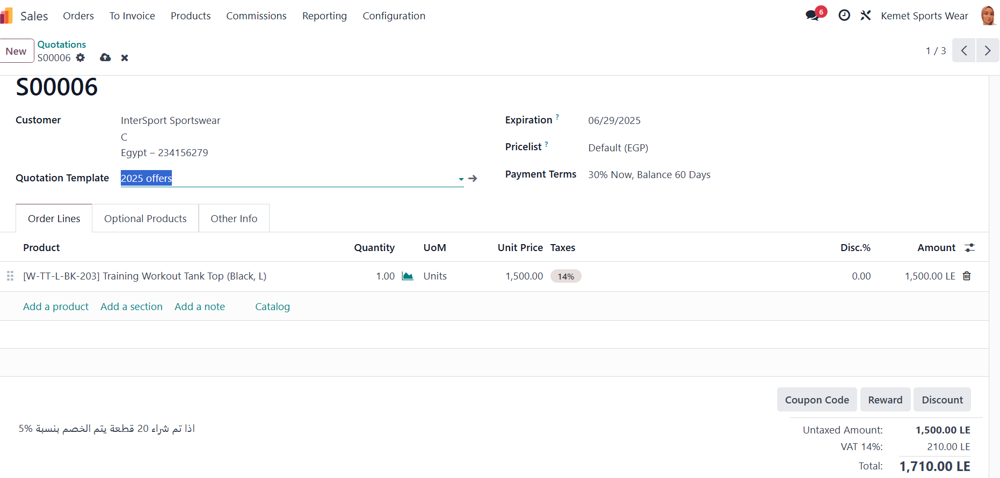 Sales Orders To Invoice Products Commissions Reporting Configuration 6 Kemet Sports Wear
New Quotations
S00006 1 / 3
S00006
Customer InterSport Sportswear Expiration ? 06/29/2025
C
Egypt – 234156279 Pricelist ? Default (EGP)
Quotation Template 2025 offers Payment Terms 30% Now, Balance 60 Days
Order Lines Optional Products Other Info
Product Quantity UoM Unit Price Taxes Disc.% Amount
[W-TT-L-BK-203] Training Workout Tank Top (Black, L) 1.00 Units 1,500.00 14% 0.00 1,500.00 LE
Add a product Add a section Add a note Catalog
Coupon Code Reward Discount
اذا تم شراء 20 قطعة يتم الخصم بنسبة 5%
Untaxed Amount: 1,500.00 LE
VAT 14%: 210.00 LE
Total: 1,710.00 LE